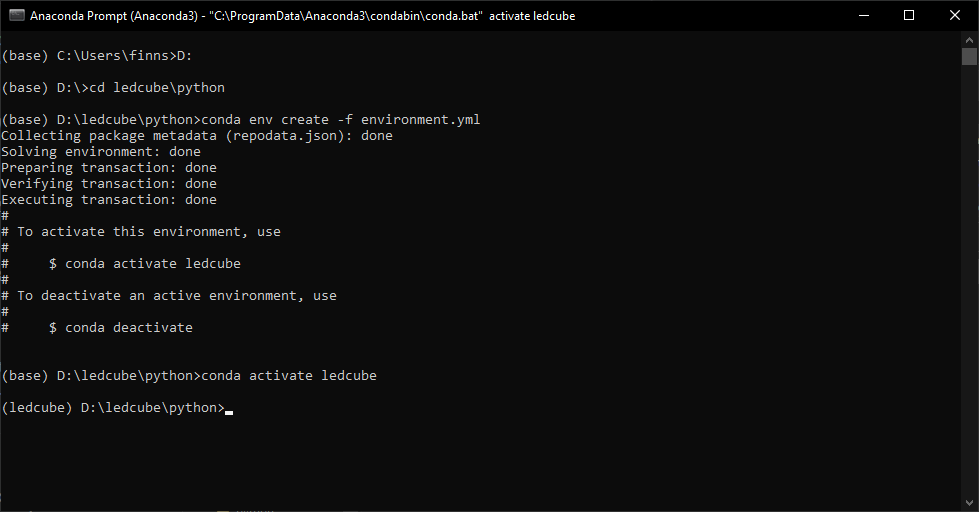 Anaconda Prompt (Anaconda3) - "C:\ProgramData\Anaconda3\condabin\conda.bat" activate ledcube
(base) C:\Users\finns>D:
(base) D:\>cd ledcube\python
(base) D:\ledcube\python>conda env create -f environment.yml
Collecting package metadata (repodata.json): done
Solving environment: done
Preparing transaction: done
Verifying transaction: done
Executing transaction: done
#
# To activate this environment, use
#
#     $ conda activate ledcube
#
# To deactivate an active environment, use
#
#     $ conda deactivate
(base) D:\ledcube\python>conda activate ledcube
(ledcube) D:\ledcube\python>